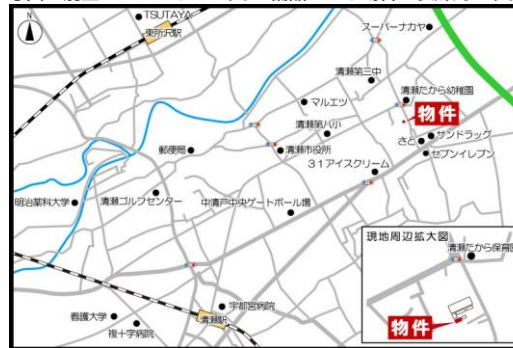 TSUTAYA
東所沢駅
スーパーナカヤ
清瀬第三中
清瀬たから幼稚園
マルエツ
物件
清瀬第八小
サンドラッグ
さと
郵便局
清瀬市役所
セブンイレブン
31アイスクリーム
明治薬科大学
清瀬ゴルフセンター
中清戸中央ゲートボール場
現地周辺拡大図
清瀬たから保育園
宇都宮病院
看護大学
清瀬駅
複十字病院
物件